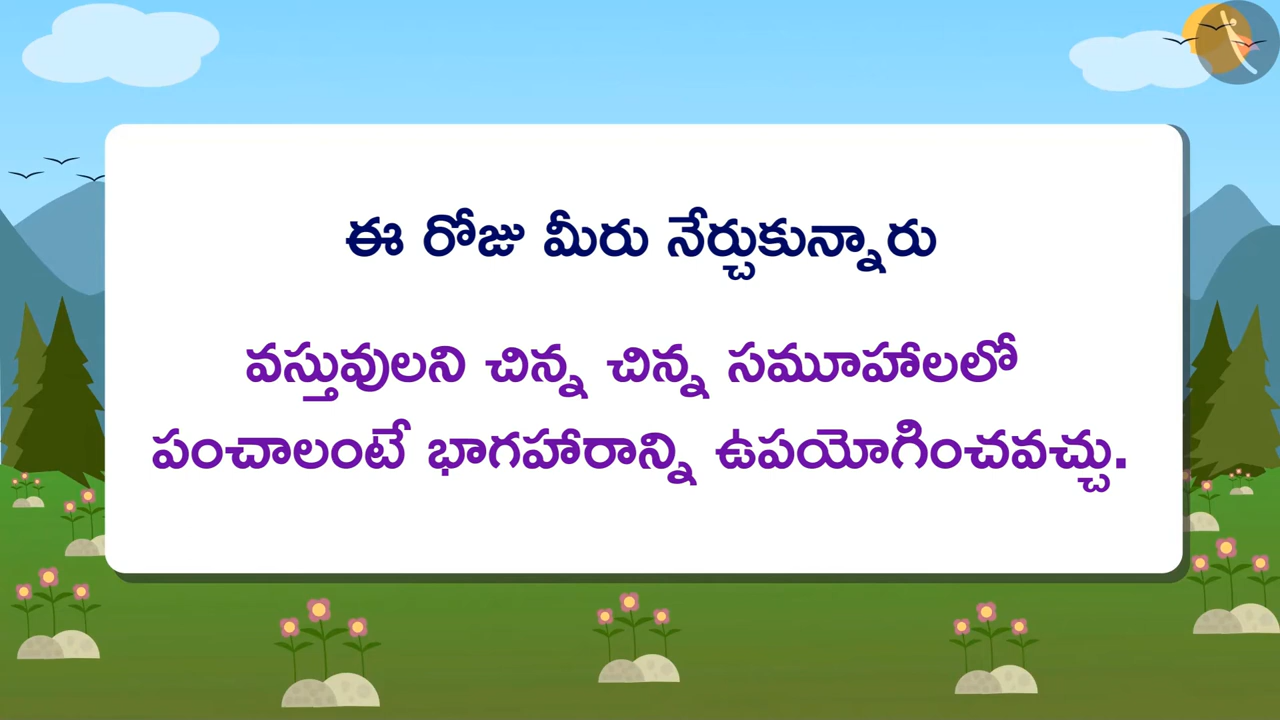 ఈ రోజు మీరు నేర్చుకున్నారు
వస్తువులని చిన్న చిన్న సమూహాలలో
పంచాలంటే భాగహారాన్ని ఉపయోగించవచ్చు.